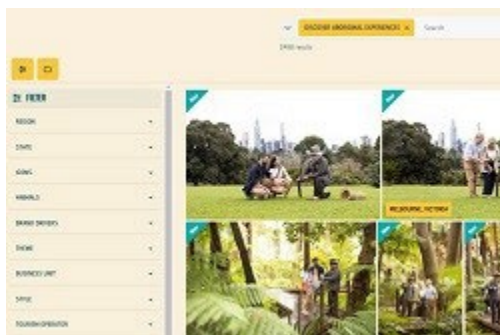 DISCOVER ABORIGINAL EXPERIENCES ×
Search
results
FILTER
REGION
STATE
ICONS
ANIMALS
BRAND DRIVERS
THEME
BUSINESS UNIT
STYLE
TOURISM OPERATOR
MELBOURNE, VICTORIA